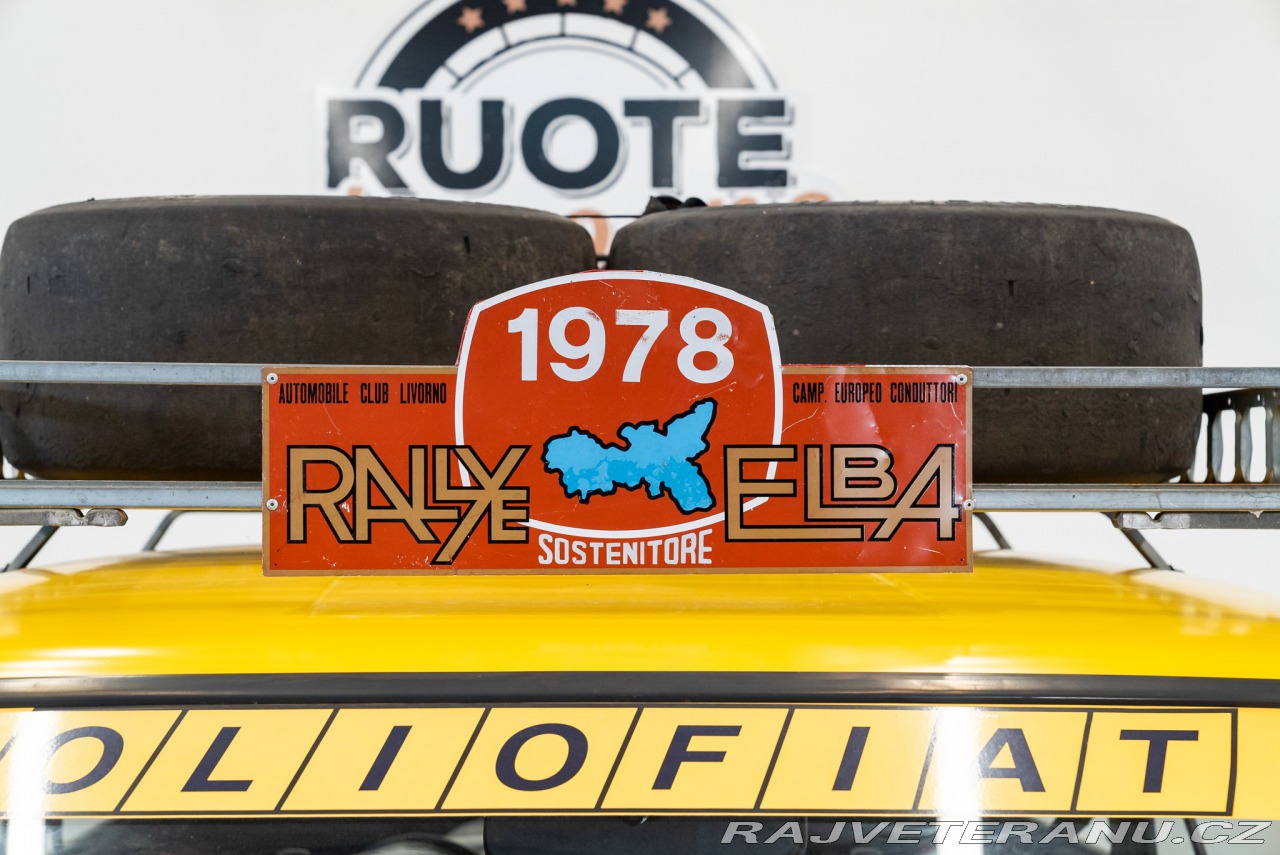 RUOTE
1978
AUTOMOBILE CLUB LIVORNO
CAMP. EUROPEO CONDUTTORI
RALLYE ELBA
SOSTENITORE
OLIOFIAT
RAJVETERANU.CZ